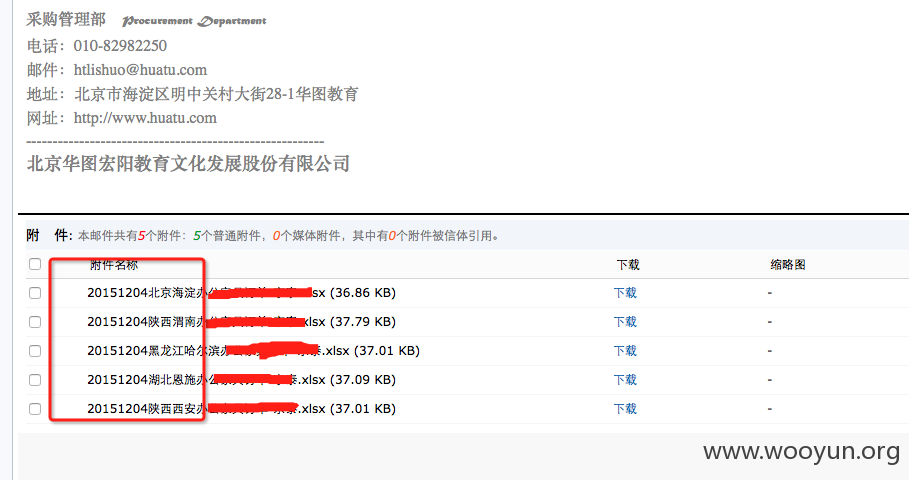 采购管理部 Procurement Department
电话：010-82982250
邮件：htlishuo@huatu.com
地址：北京市海淀区明中关村大街28-1华图教育
网址：http://www.huatu.com
------------------------------------------------------------
北京华图宏阳教育文化发展股份有限公司
附 件: 本邮件共有5个附件：5个普通附件，0个媒体附件，其中有0个附件被信体引用。
附件名称 下载 缩略图
20151204北京海淀办 .xlsx (36.86 KB) 下载 -
20151204陕西渭南办 .xlsx (37.79 KB) 下载 -
20151204黑龙江哈尔滨办 .xlsx (37.01 KB) 下载 -
20151204湖北恩施办 .xlsx (37.09 KB) 下载 -
20151204陕西西安办 .xlsx (37.01 KB) 下载 -
www.wooyun.org